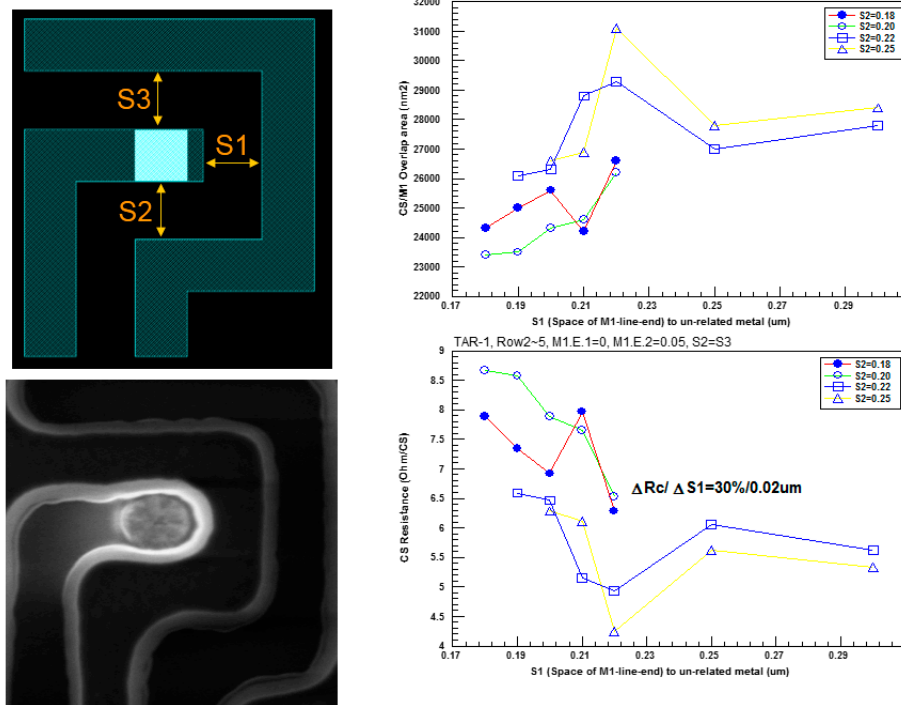 S3
S1
S2
32000
31000
30000
29000
28000
27000
26000
25000
24000
23000
22000
CS/M1 Overlap area (nm2)
S2=0.18
S2=0.20
S2=0.22
S2=0.25
0.17
0.19
0.21
0.23
0.25
0.27
0.29
S1 (Space of M1-line-end) to un-related metal (um)
TAR-1, Row2~5, M1.E.1=0, M1.E.2=0.05, S2=S3
9
8.5
8
7.5
7
6.5
6
5.5
5
4.5
4
CS Resistance (Ohm/CS)
S2=0.18
S2=0.20
S2=0.22
S2=0.25
ΔRc/ ΔS1=30%/0.02um
0.17
0.19
0.21
0.23
0.25
0.27
0.29
S1 (Space of M1-line-end) to un-related metal (um)